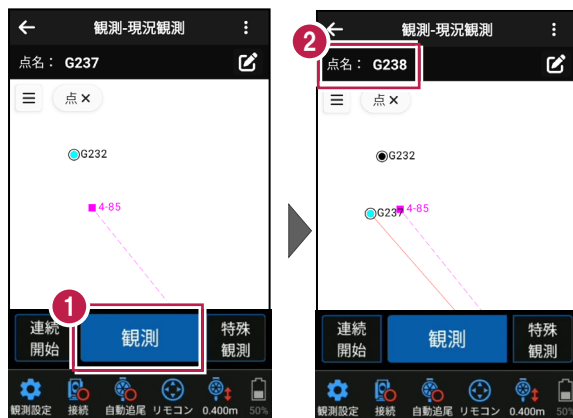 観測-現況観測
点名： G237
点 ×
G232
4-85
1
連続
開始
観測
特殊
観測
観測設定 接続 自動追尾 リモコン 0.400m 50%
2
観測-現況観測
点名： G238
点 ×
G232
G237
4-85
連続
開始
観測
特殊
観測
観測設定 接続 自動追尾 リモコン 0.400m 50%